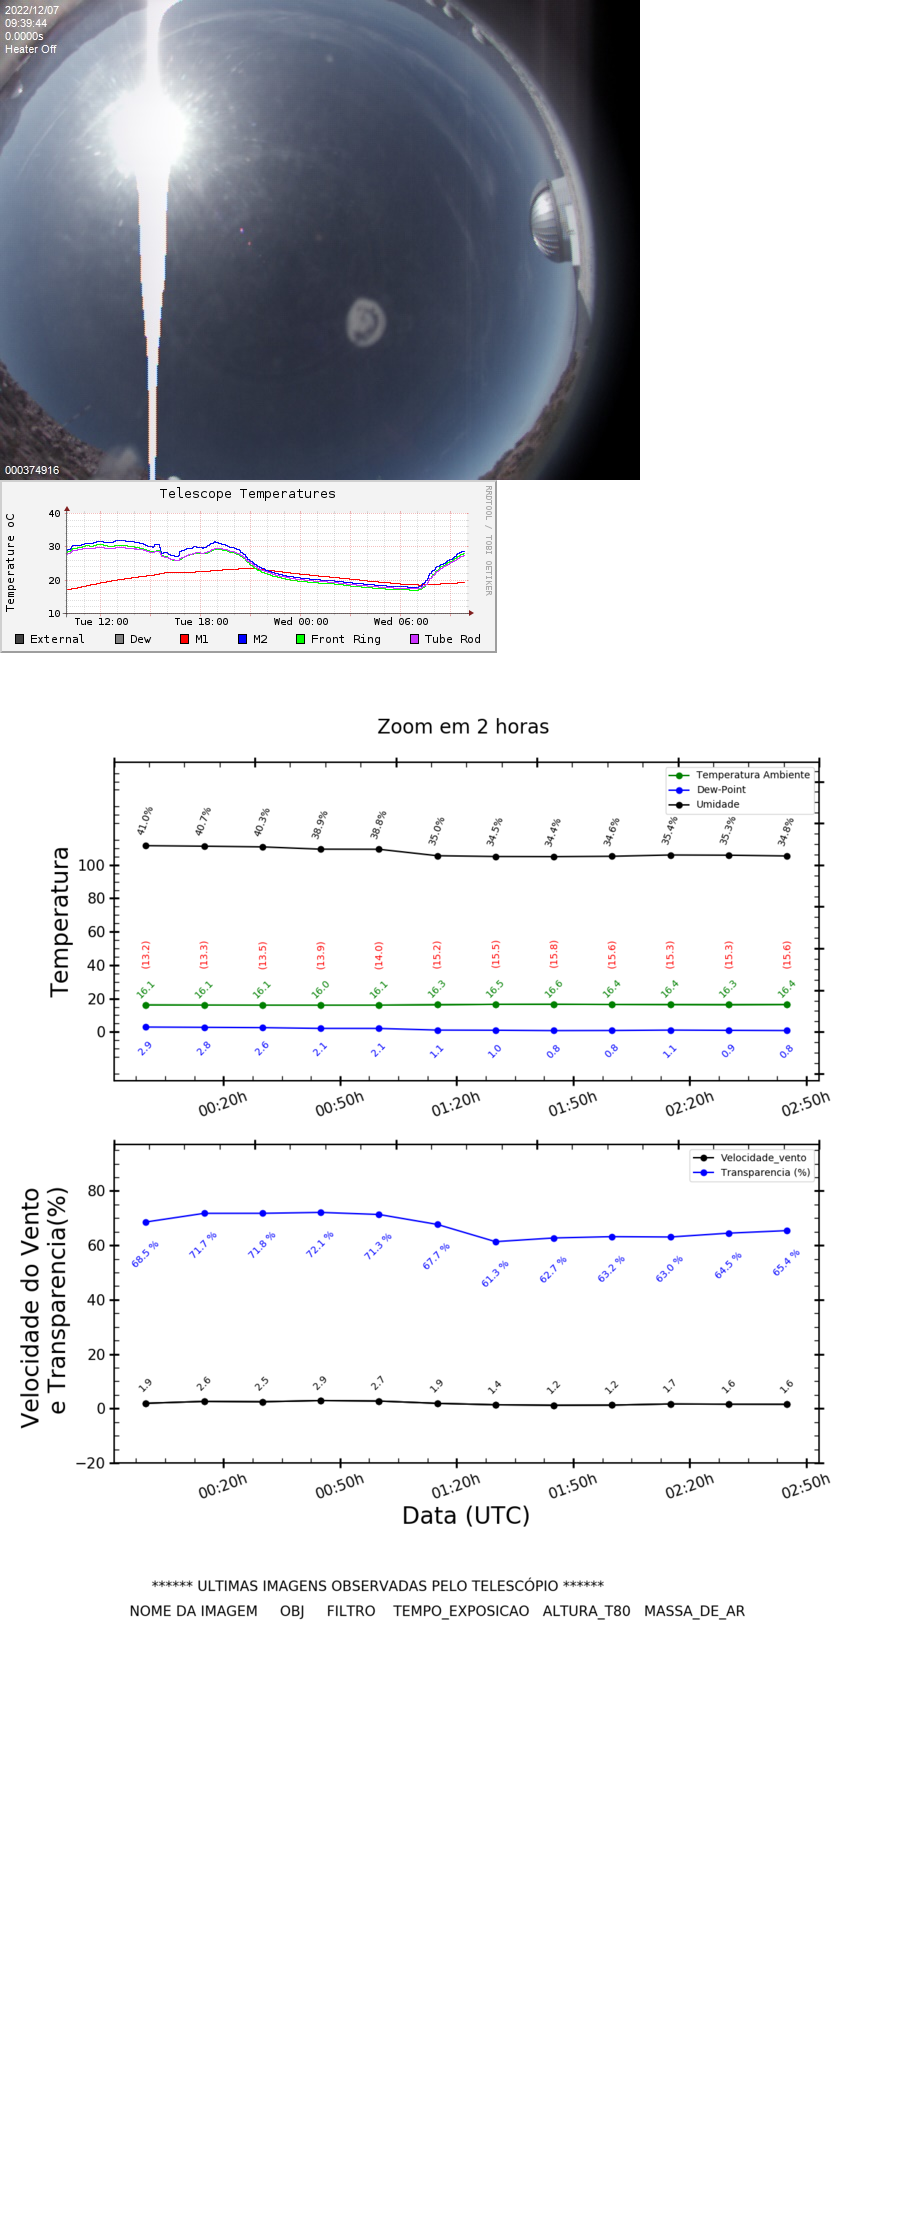 2022/12/07
09:39:44
0.0000s
Heater Off
000374916
Telescope Temperatures
RRDTOOL / TOBI OETIKER
Temperature oC
40
30
20
10
Tue 12:00 Tue 18:00 Wed 00:00 Wed 06:00
External Dew M1 M2 Front Ring Tube Rod
Zoom em 2 horas
Temperatura Ambiente
Dew-Point
Umidade
Temperatura
100
80
60
40
20
0
41.0% 40.7% 40.3% 38.9% 38.8% 35.0% 34.5% 34.4% 34.6% 35.4% 35.3% 34.8%
(13.2) (13.3) (13.5) (13.9) (14.0) (15.2) (15.5) (15.8) (15.6) (15.3) (15.3) (15.6)
16.1 16.1 16.1 16.0 16.1 16.3 16.5 16.6 16.4 16.4 16.3 16.4
2.9 2.8 2.6 2.1 2.1 1.1 1.0 0.8 0.8 1.1 0.9 0.8
00:20h 00:50h 01:20h 01:50h 02:20h 02:50h
Velocidade_vento
Transparencia (%)
Velocidade do Vento
e Transparencia(%)
80
60
40
20
0
−20
68.5 % 71.7 % 71.8 % 72.1 % 71.3 % 67.7 % 61.3 % 62.7 % 63.2 % 63.0 % 64.5 % 65.4 %
1.9 2.6 2.5 2.9 2.7 1.9 1.4 1.2 1.2 1.7 1.6 1.6
00:20h 00:50h 01:20h 01:50h 02:20h 02:50h
Data (UTC)
****** ULTIMAS IMAGENS OBSERVADAS PELO TELESCÓPIO ******
NOME DA IMAGEM OBJ FILTRO TEMPO_EXPOSICAO ALTURA_T80 MASSA_DE_AR